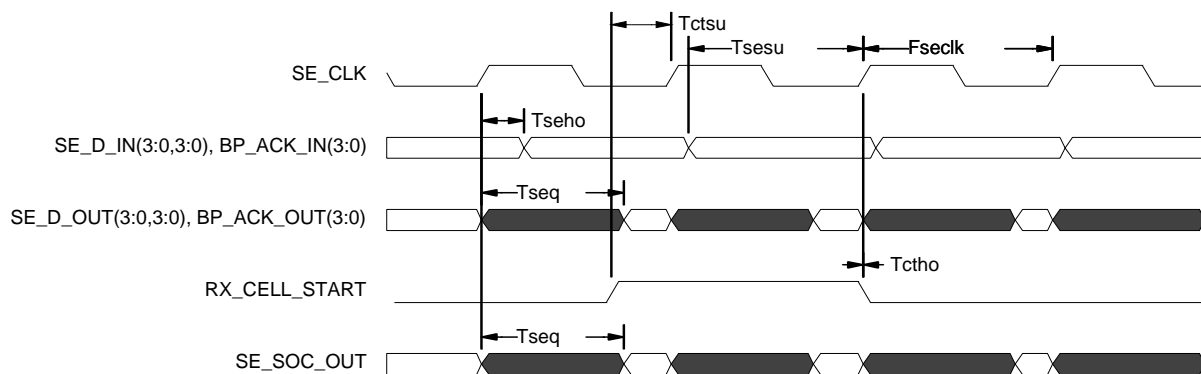 Tctsu
Tsesu
Fseclk
SE_CLK
Tseho
SE_D_IN(3:0,3:0), BP_ACK_IN(3:0)
Tseq
SE_D_OUT(3:0,3:0), BP_ACK_OUT(3:0)
Tctho
RX_CELL_START
Tseq
SE_SOC_OUT